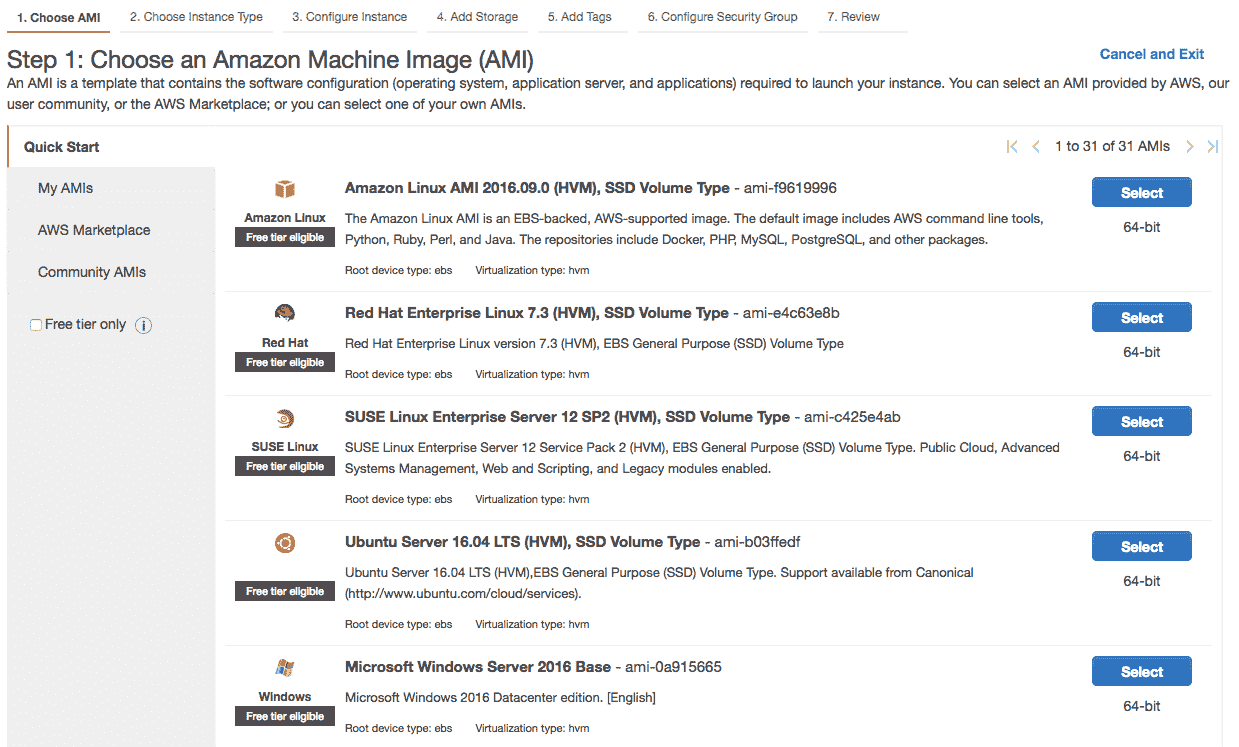 1. Choose AMI 2. Choose Instance Type 3. Configure Instance 4. Add Storage 5. Add Tags 6. Configure Security Group 7. Review
Step 1: Choose an Amazon Machine Image (AMI)
Cancel and Exit
An AMI is a template that contains the software configuration (operating system, application server, and applications) required to launch your instance. You can select an AMI provided by AWS, our
user community, or the AWS Marketplace; or you can select one of your own AMIs.
Quick Start
1 to 31 of 31 AMIs
My AMIs
AWS Marketplace
Community AMIs
Free tier only i
Amazon Linux
Free tier eligible
Amazon Linux AMI 2016.09.0 (HVM), SSD Volume Type - ami-f9619996
The Amazon Linux AMI is an EBS-backed, AWS-supported image. The default image includes AWS command line tools,
Python, Ruby, Perl, and Java. The repositories include Docker, PHP, MySQL, PostgreSQL, and other packages.
Root device type: ebs Virtualization type: hvm
Select
64-bit
Red Hat
Free tier eligible
Red Hat Enterprise Linux 7.3 (HVM), SSD Volume Type - ami-e4c63e8b
Red Hat Enterprise Linux version 7.3 (HVM), EBS General Purpose (SSD) Volume Type
Root device type: ebs Virtualization type: hvm
Select
64-bit
SUSE Linux
Free tier eligible
SUSE Linux Enterprise Server 12 SP2 (HVM), SSD Volume Type - ami-c425e4ab
SUSE Linux Enterprise Server 12 Service Pack 2 (HVM), EBS General Purpose (SSD) Volume Type. Public Cloud, Advanced
Systems Management, Web and Scripting, and Legacy modules enabled.
Root device type: ebs Virtualization type: hvm
Select
64-bit
Free tier eligible
Ubuntu Server 16.04 LTS (HVM), SSD Volume Type - ami-b03ffedf
Ubuntu Server 16.04 LTS (HVM),EBS General Purpose (SSD) Volume Type. Support available from Canonical
(http://www.ubuntu.com/cloud/services).
Root device type: ebs Virtualization type: hvm
Select
64-bit
Windows
Free tier eligible
Microsoft Windows Server 2016 Base - ami-0a915665
Microsoft Windows 2016 Datacenter edition. [English]
Root device type: ebs Virtualization type: hvm
Select
64-bit